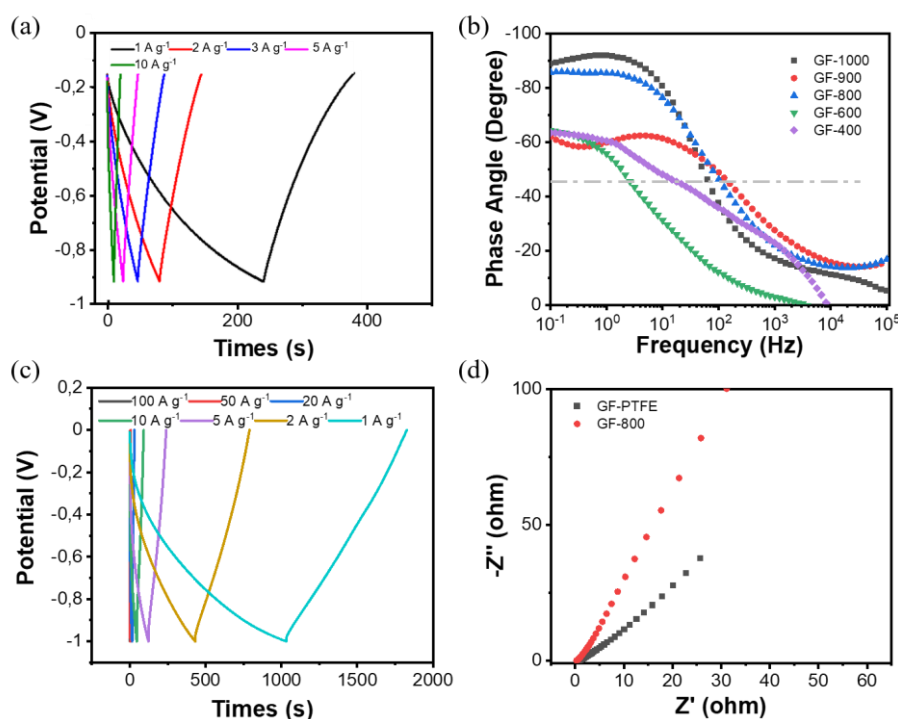 (a)
1 A g⁻¹ 2 A g⁻¹ 3 A g⁻¹ 5 A g⁻¹
10 A g⁻¹
0
-0,2
-0,4
-0,6
-0,8
-1
Potential (V)
0 200 400
Times (s)
(b)
GF-1000
GF-900
GF-800
GF-600
GF-400
-100
-80
-60
-40
-20
0
Phase Angle (Degree)
10⁻¹ 10⁰ 10¹ 10² 10³ 10⁴ 10⁵
Frequency (Hz)
(c)
100 A g⁻¹ 50 A g⁻¹ 20 A g⁻¹
10 A g⁻¹ 5 A g⁻¹ 2 A g⁻¹ 1 A g⁻¹
0,2
0
-0,2
-0,4
-0,6
-0,8
-1
Potential (V)
0 500 1000 1500 2000
Times (s)
(d)
GF-PTFE
GF-800
100
50
0
-Z'' (ohm)
0 10 20 30 40 50 60
Z' (ohm)